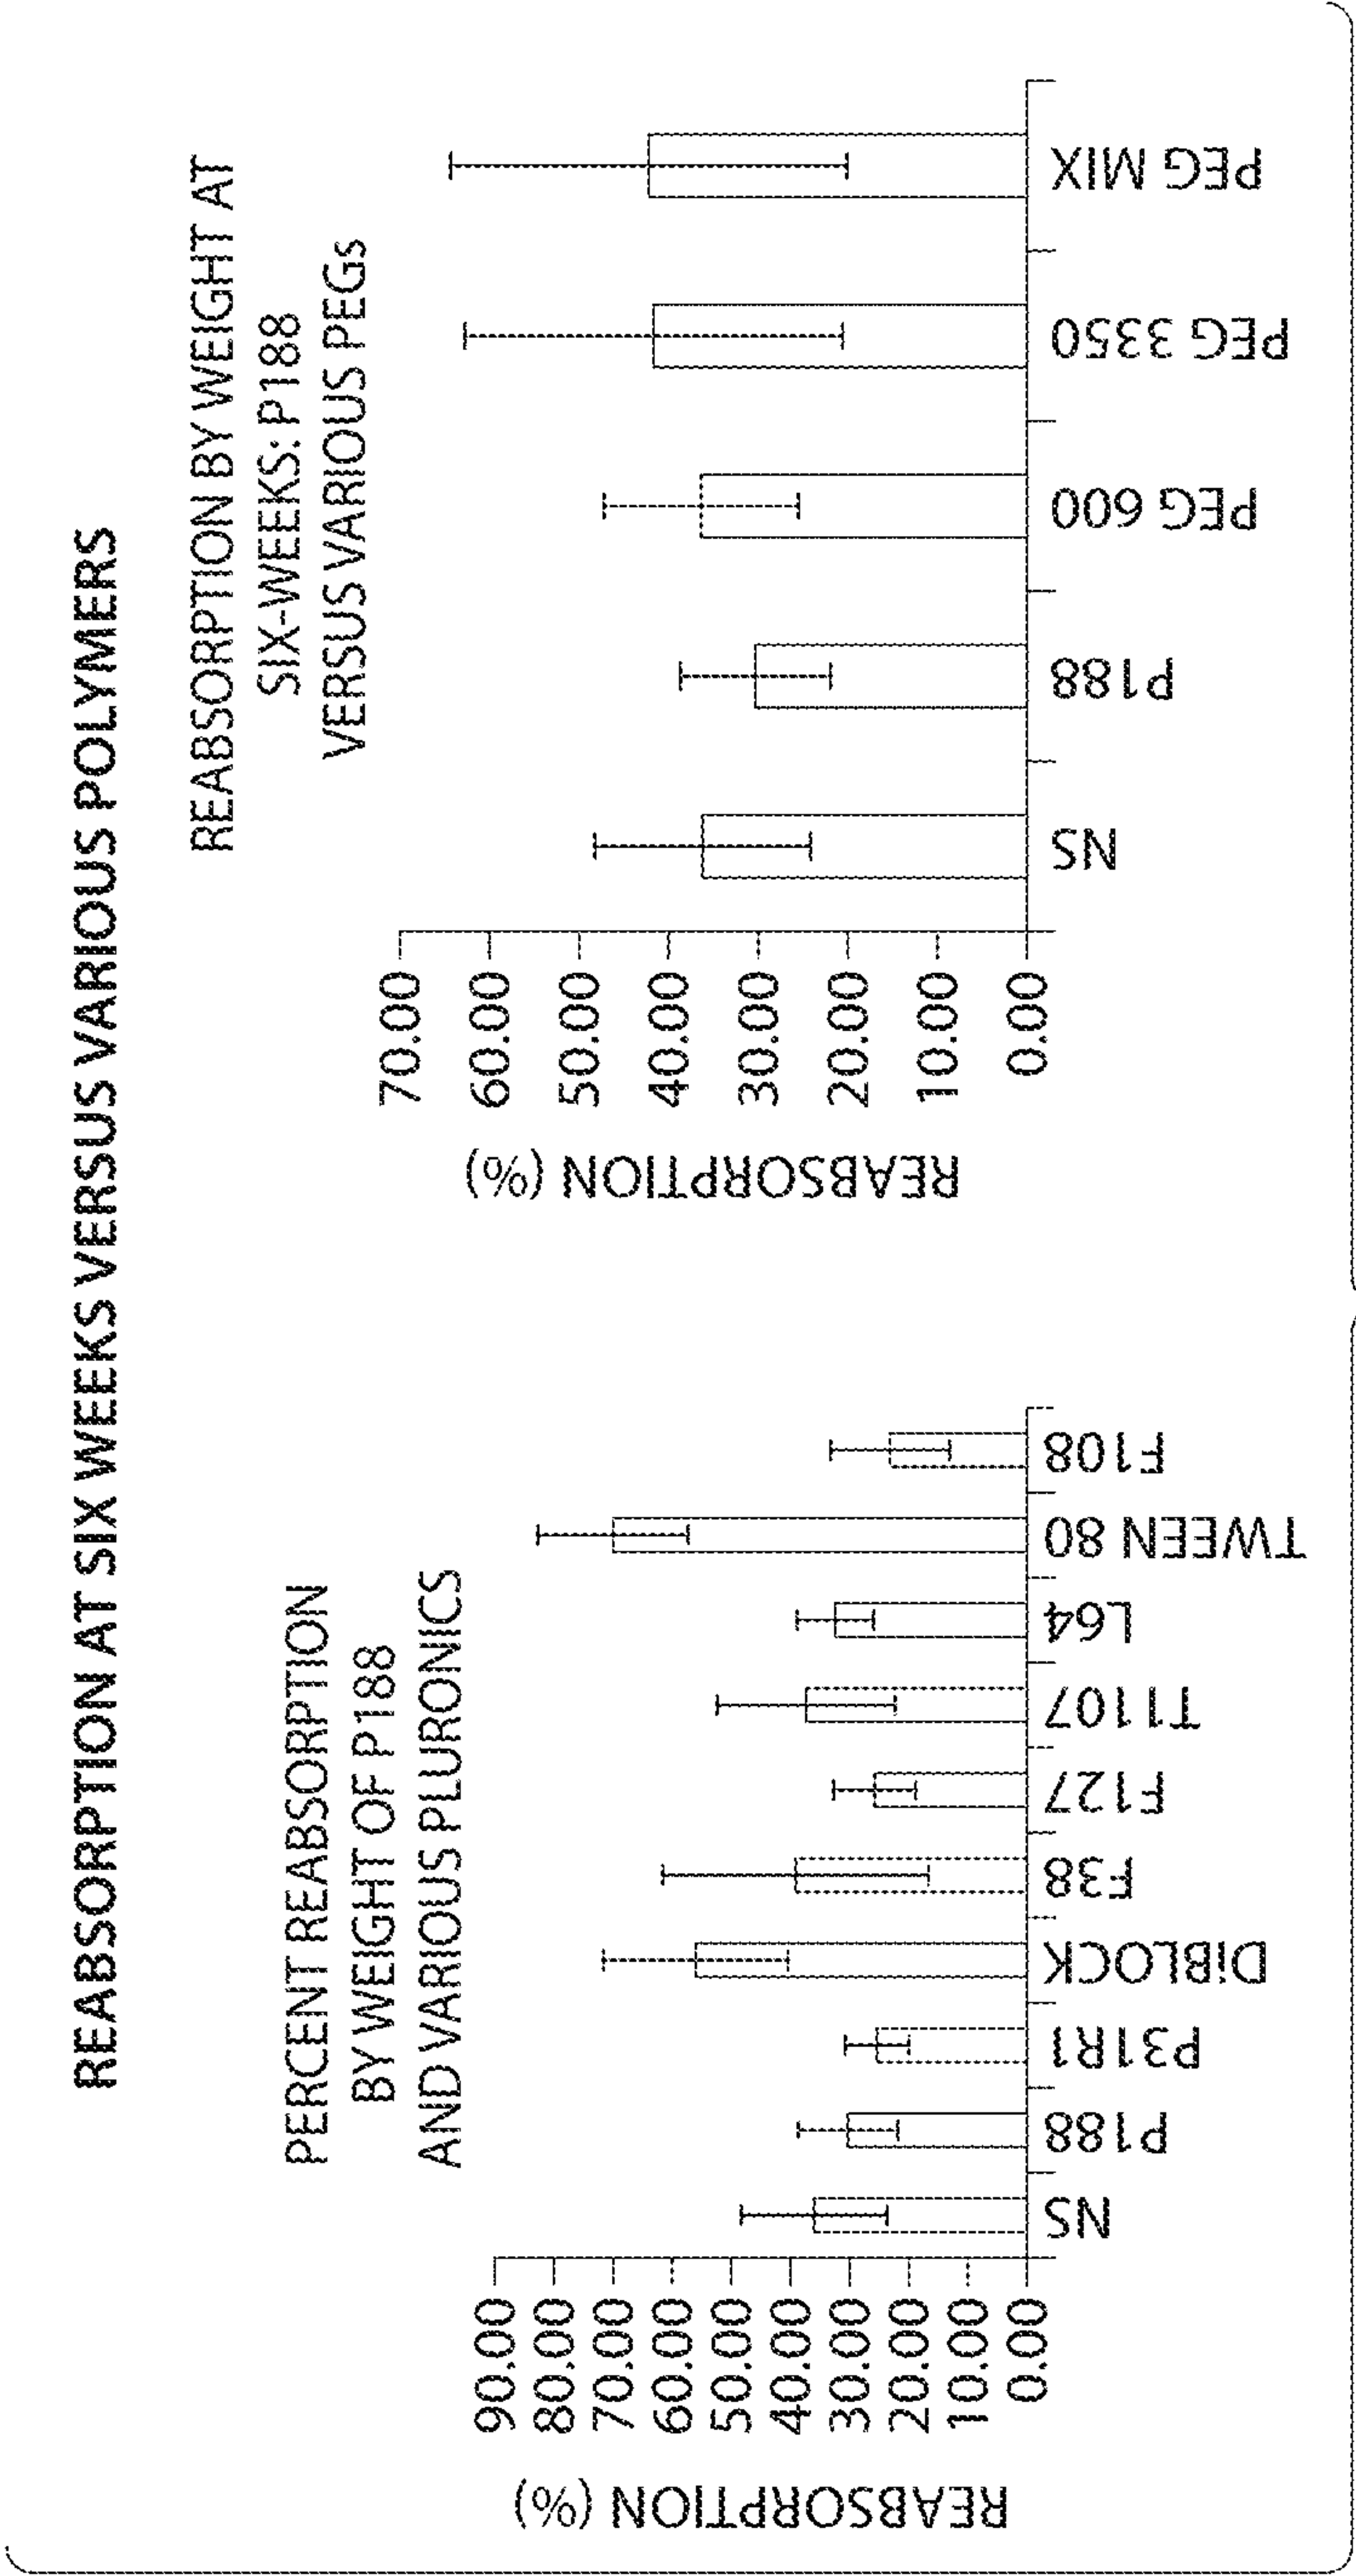 REABSORPTION AT SIX WEEKS VERSUS VARIOUS POLYMERS
PERCENT REABSORPTION
BY WEIGHT OF P188
AND VARIOUS PLURONICS
REABSORPTION (%)
90.00
80.00
70.00
60.00
50.00
40.00
30.00
20.00
10.00
0.00
NS
P188
P31R1
DiBLOCK
F38
F127
T1107
L64
TWEEN 80
F108
REABSORPTION BY WEIGHT AT
SIX-WEEKS: P188
VERSUS VARIOUS PEGs
REABSORPTION (%)
70.00
60.00
50.00
40.00
30.00
20.00
10.00
0.00
NS
P188
PEG 600
PEG 3350
PEG MIX